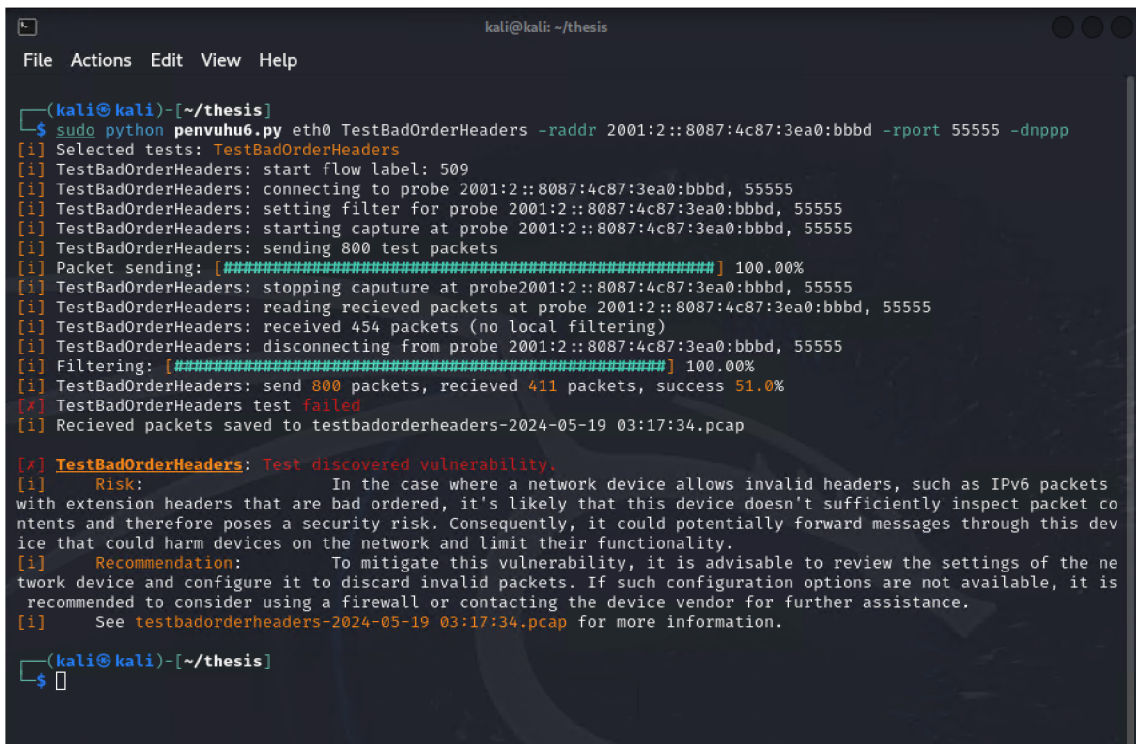 kali@kali: ~/thesis
File Actions Edit View Help
┌──(kali㉿kali)-[~/thesis]
└─$ sudo python penvuhu6.py eth0 TestBadOrderHeaders -raddr 2001:2::8087:4c87:3ea0:bbbd -rport 55555 -dnppp
[i] Selected tests: TestBadOrderHeaders
[i] TestBadOrderHeaders: start flow label: 509
[i] TestBadOrderHeaders: connecting to probe 2001:2::8087:4c87:3ea0:bbbd, 55555
[i] TestBadOrderHeaders: setting filter for probe 2001:2::8087:4c87:3ea0:bbbd, 55555
[i] TestBadOrderHeaders: starting capture at probe 2001:2::8087:4c87:3ea0:bbbd, 55555
[i] TestBadOrderHeaders: sending 800 test packets
[i] Packet sending: [##################################################] 100.00%
[i] TestBadOrderHeaders: stopping caputure at probe2001:2::8087:4c87:3ea0:bbbd, 55555
[i] TestBadOrderHeaders: reading recieved packets at probe 2001:2::8087:4c87:3ea0:bbbd, 55555
[i] TestBadOrderHeaders: received 454 packets (no local filtering)
[i] TestBadOrderHeaders: disconnecting from probe 2001:2::8087:4c87:3ea0:bbbd, 55555
[i] Filtering: [##################################################] 100.00%
[i] TestBadOrderHeaders: send 800 packets, recieved 411 packets, success 51.0%
[✗] TestBadOrderHeaders test failed
[i] Recieved packets saved to testbadorderheaders-2024-05-19 03:17:34.pcap
[✗] TestBadOrderHeaders: Test discovered vulnerability.
[i] Risk: In the case where a network device allows invalid headers, such as IPv6 packets
with extension headers that are bad ordered, it's likely that this device doesn't sufficiently inspect packet co
ntents and therefore poses a security risk. Consequently, it could potentially forward messages through this dev
ice that could harm devices on the network and limit their functionality.
[i] Recommendation: To mitigate this vulnerability, it is advisable to review the settings of the ne
twork device and configure it to discard invalid packets. If such configuration options are not available, it is
recommended to consider using a firewall or contacting the device vendor for further assistance.
[i] See testbadorderheaders-2024-05-19 03:17:34.pcap for more information.
┌──(kali㉿kali)-[~/thesis]
└─$